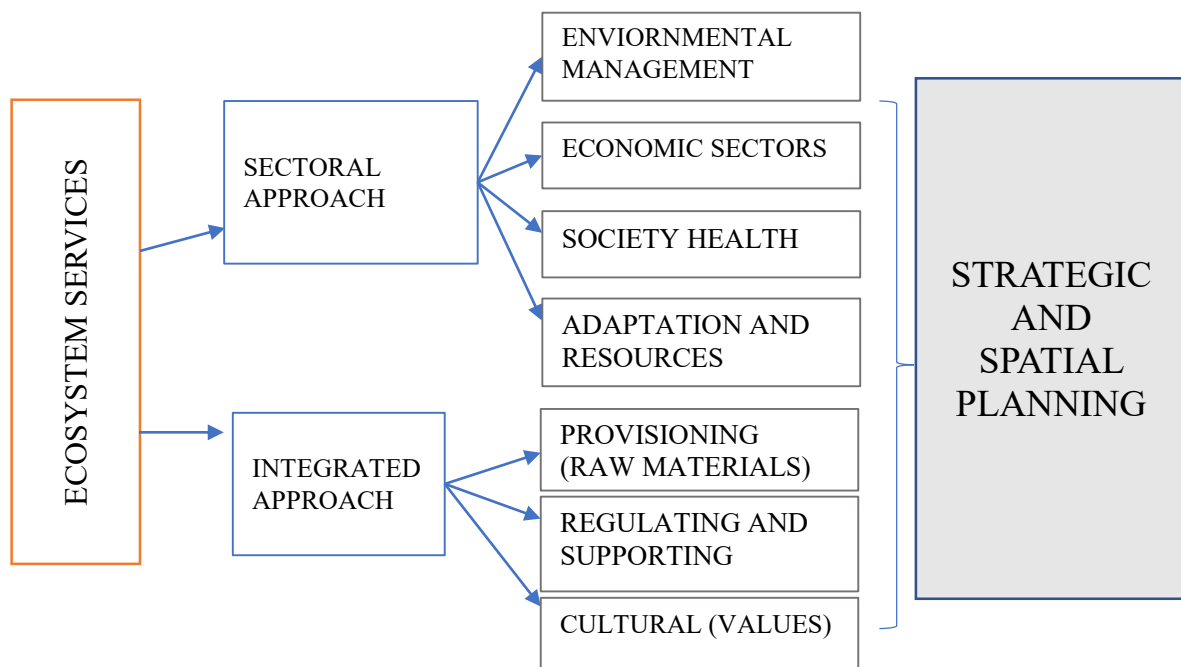 ECOSYSTEM SERVICES
SECTORAL
APPROACH
INTEGRATED
APPROACH
ENVIORNMENTAL
MANAGEMENT
ECONOMIC SECTORS
SOCIETY HEALTH
ADAPTATION AND
RESOURCES
PROVISIONING
(RAW MATERIALS)
REGULATING AND
SUPPORTING
CULTURAL (VALUES)
STRATEGIC
AND
SPATIAL
PLANNING